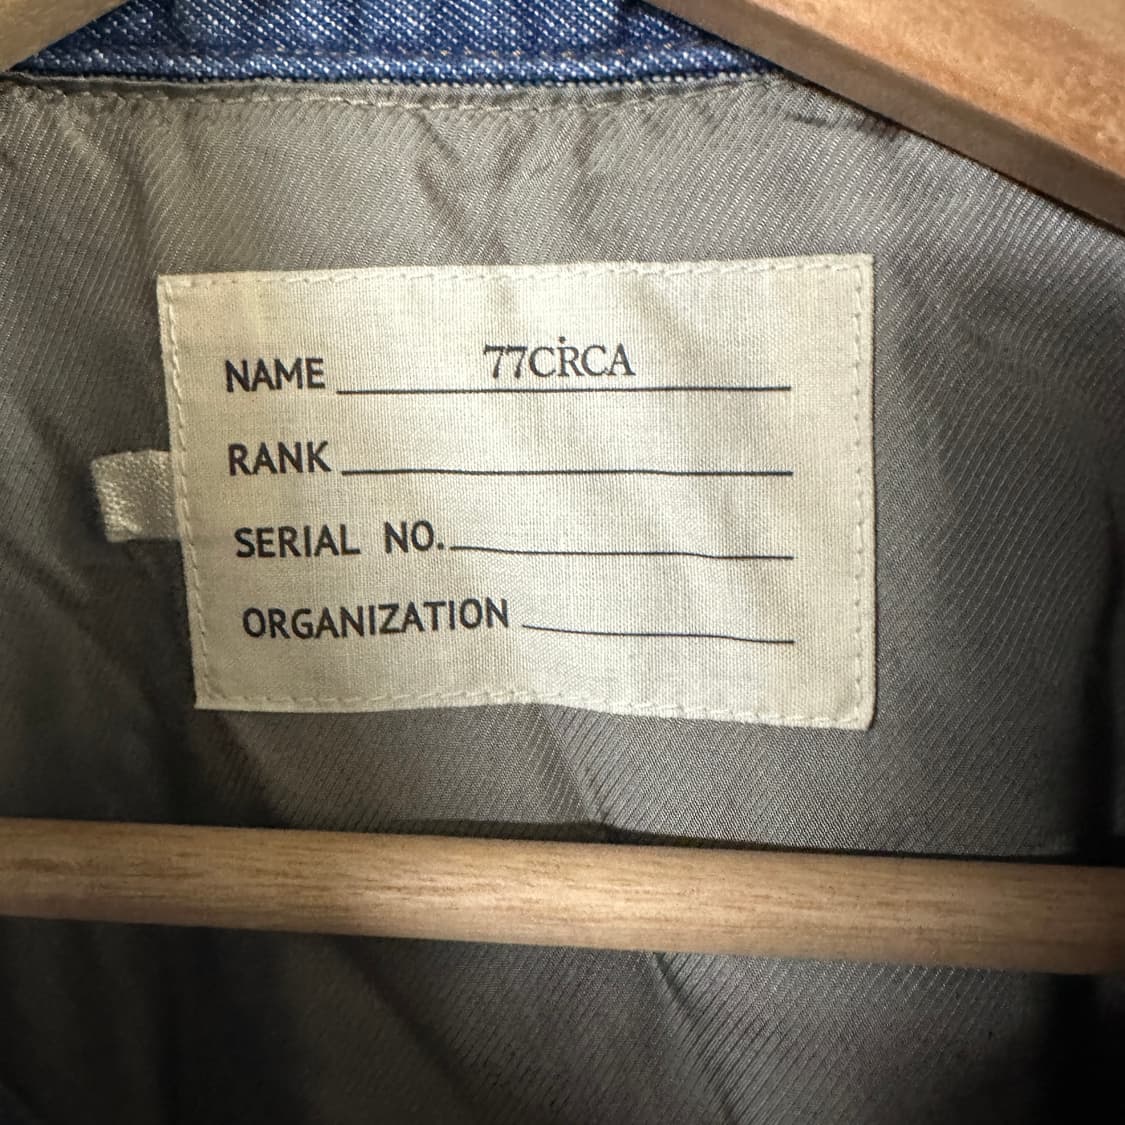 NAME 77CİRCA
RANK
SERIAL NO.
ORGANIZATION